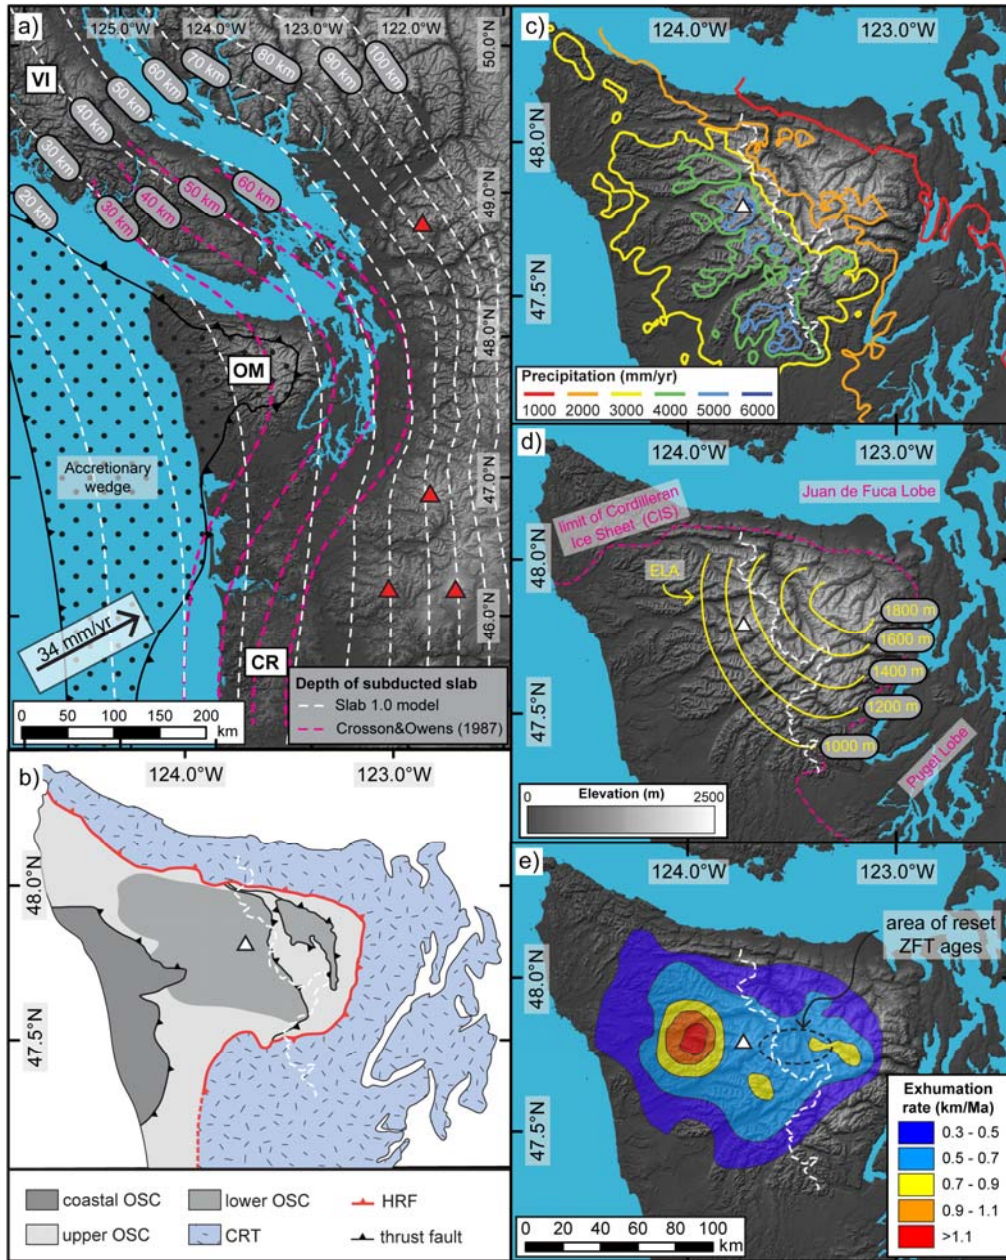 a)
125.0°W
124.0°W
123.0°W
122.0°W
50.0°N
49.0°N
48.0°N
47.0°N
46.0°N
VI
20 km
30 km
40 km
50 km
60 km
70 km
80 km
90 km
00 km
30 km
40 km
50 km
60 km
OM
Accretionary
wedge
34 mm/yr
CR
0 50 100 150 200
km
Depth of subducted slab
Slab 1.0 model
Crosson&Owens (1987)
b)
124.0°W
123.0°W
48.0°N
47.5°N
coastal OSC
upper OSC
lower OSC
CRT
HRF
thrust fault
c)
124.0°W
123.0°W
48.0°N
47.5°N
Precipitation (mm/yr)
1000 2000 3000 4000 5000 6000
d)
124.0°W
123.0°W
48.0°N
47.5°N
limit of Cordilleran
Ice Sheet (CIS)
Juan de Fuca Lobe
ELA
1800 m
1600 m
1400 m
1200 m
1000 m
Puget Lobe
Elevation (m)
0 2500
e)
124.0°W
123.0°W
48.0°N
47.5°N
area of reset
ZFT ages
Exhumation
rate (km/Ma)
0.3 - 0.5
0.5 - 0.7
0.7 - 0.9
0.9 - 1.1
>1.1
0 20 40 60 80 100
km